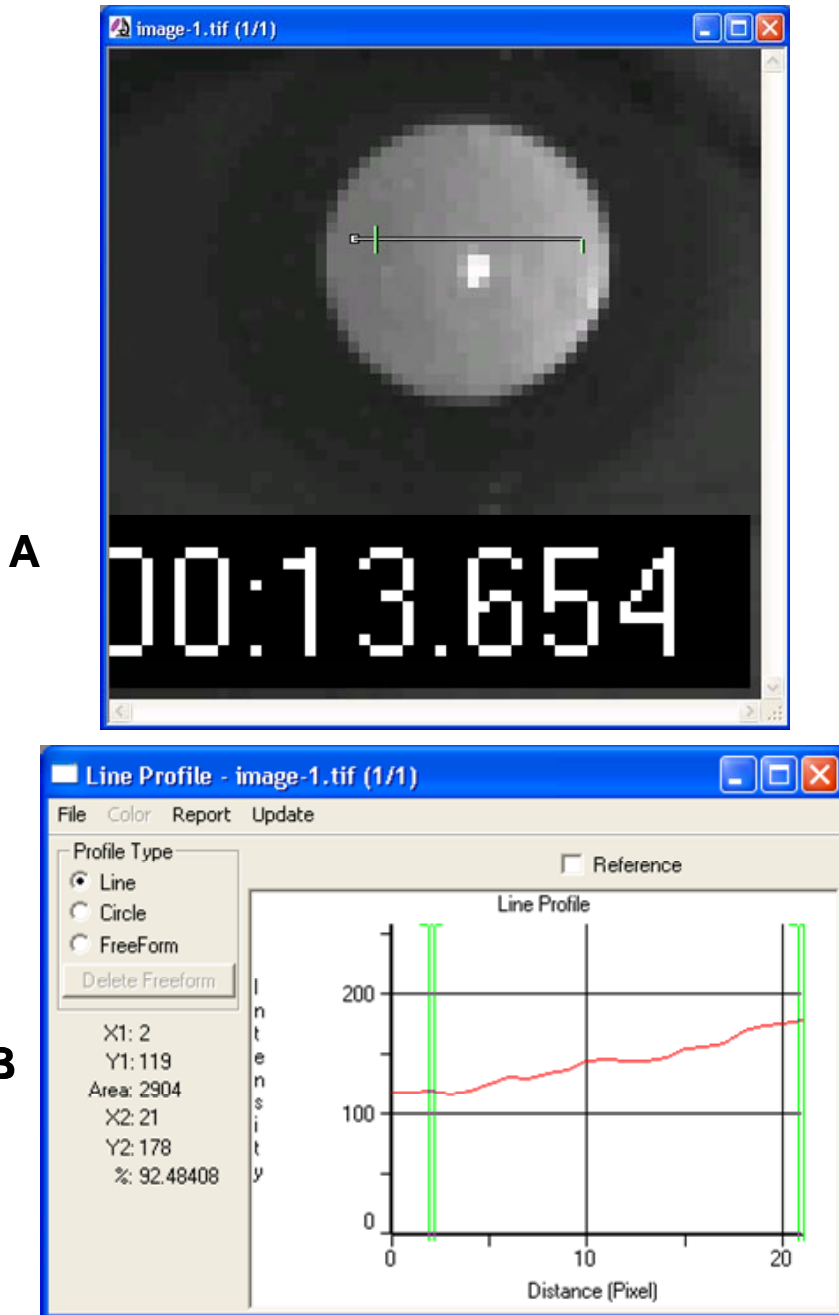 image-1.tif (1/1)
A
00:13.654
Line Profile - image-1.tif (1/1)
File Color Report Update
Profile Type
Line
Circle
FreeForm
Delete Freeform
Reference
Line Profile
X1: 2
Y1: 119
Area: 2904
X2: 21
Y2: 178
%: 92.48408
B
Intensity
200
100
0
0 10 20
Distance (Pixel)